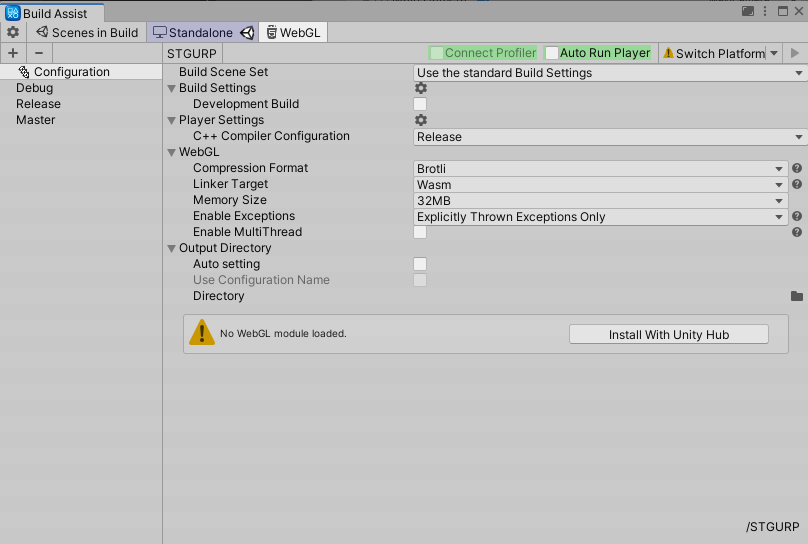 Build Assist
Scenes in Build Standalone WebGL
STGURP Connect Profiler Auto Run Player Switch Platform
Configuration
Debug
Release
Master
Build Scene Set Use the standard Build Settings
Build Settings
Development Build
Player Settings
C++ Compiler Configuration Release
WebGL
Compression Format Brotli
Linker Target Wasm
Memory Size 32MB
Enable Exceptions Explicitly Thrown Exceptions Only
Enable MultiThread
Output Directory
Auto setting
Use Configuration Name
Directory
No WebGL module loaded. Install With Unity Hub
/STGURP